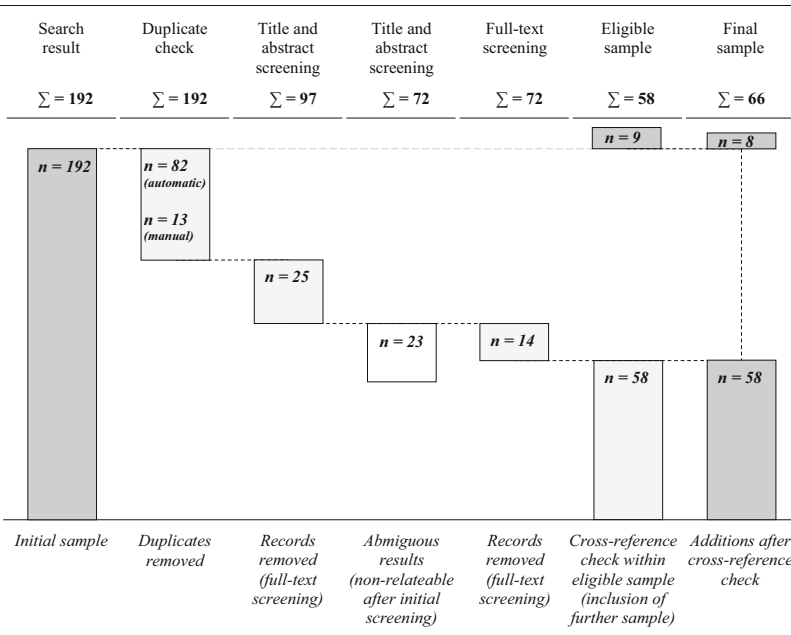 Search
result
Duplicate
check
Title and
abstract
screening
Title and
abstract
screening
Full-text
screening
Eligible
sample
Final
sample
∑ = 192
∑ = 192
∑ = 97
∑ = 72
∑ = 72
∑ = 58
∑ = 66
n = 192
n = 82
(automatic)
n = 13
(manual)
n = 25
n = 23
n = 14
n = 9
n = 58
n = 8
n = 58
Initial sample
Duplicates
removed
Records
removed
(full-text
screening)
Abmiguous
results
(non-relateable
after initial
screening)
Records
removed
(full-text
screening)
Cross-reference
check within
eligible sample
(inclusion of
further sample)
Additions after
cross-reference
check